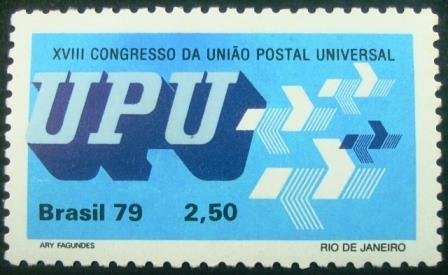 XVIII CONGRESSO DA UNIÃO POSTAL UNIVERSAL
UPU
Brasil 79 2,50
ARY FAGUNDES RIO DE JANEIRO